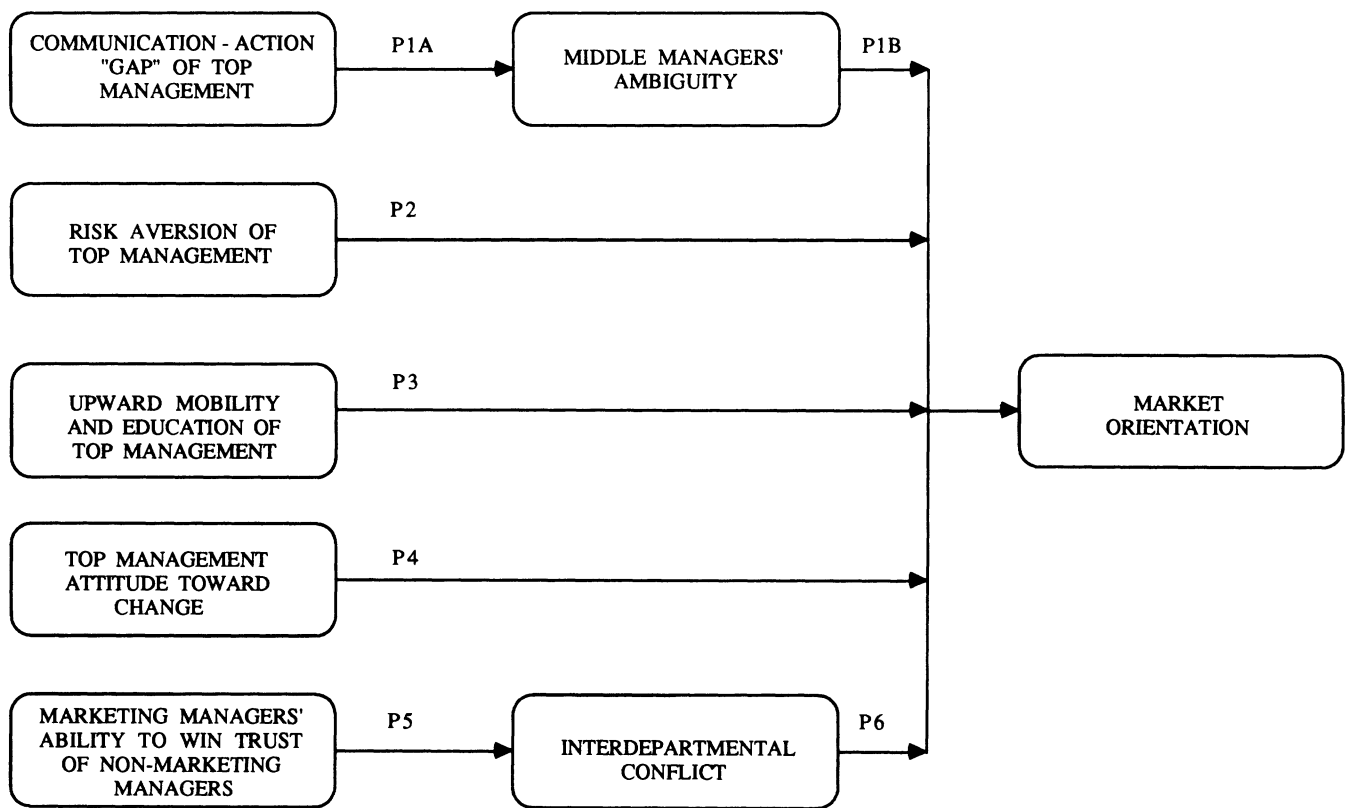 COMMUNICATION - ACTION
"GAP" OF TOP
MANAGEMENT
P1A
MIDDLE MANAGERS'
AMBIGUITY
P1B
RISK AVERSION OF
TOP MANAGEMENT
P2
UPWARD MOBILITY
AND EDUCATION OF
TOP MANAGEMENT
P3
MARKET
ORIENTATION
TOP MANAGEMENT
ATTITUDE TOWARD
CHANGE
P4
MARKETING MANAGERS'
ABILITY TO WIN TRUST
OF NON-MARKETING
MANAGERS
P5
INTERDEPARTMENTAL
CONFLICT
P6